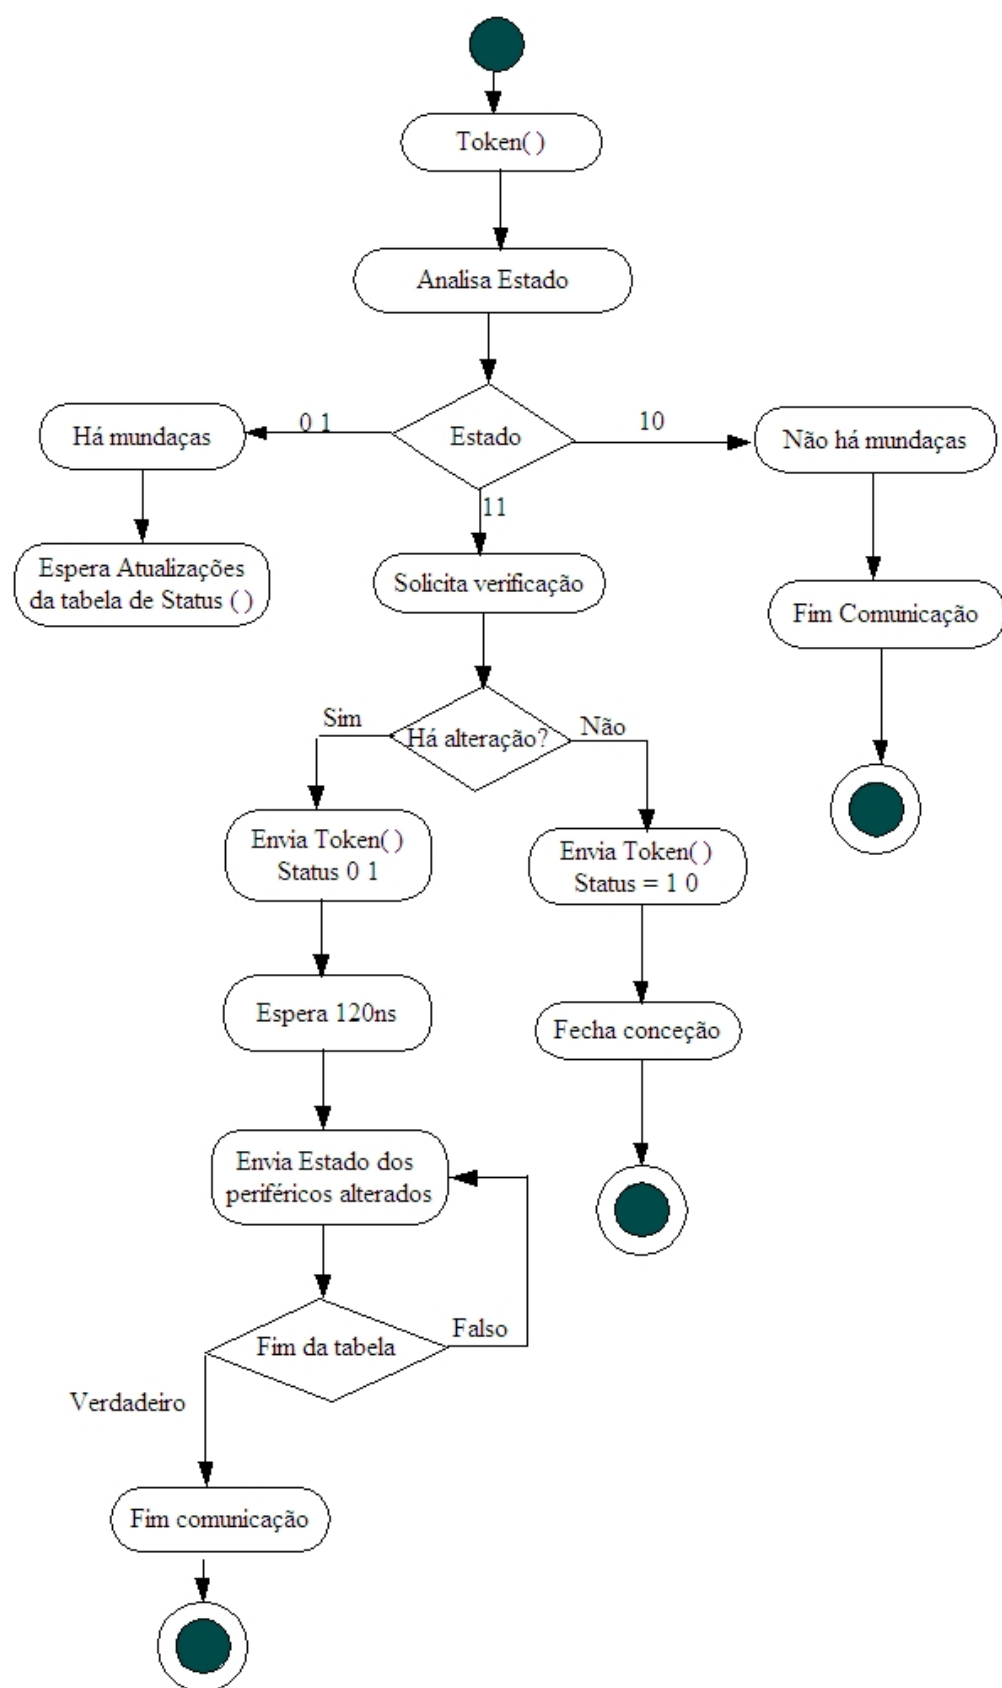 Token( )
Analisa Estado
Estado
0 1
10
11
Há mundaças
Não há mundaças
Espera Atualizações
da tabela de Status ( )
Solicita verificação
Fim Comunicação
Há alteração?
Sim
Não
Envia Token( )
Status 0 1
Envia Token( )
Status = 1 0
Espera 120ns
Fecha conceção
Envia Estado dos
periféricos alterados
Fim da tabela
Falso
Verdadeiro
Fim comunicação